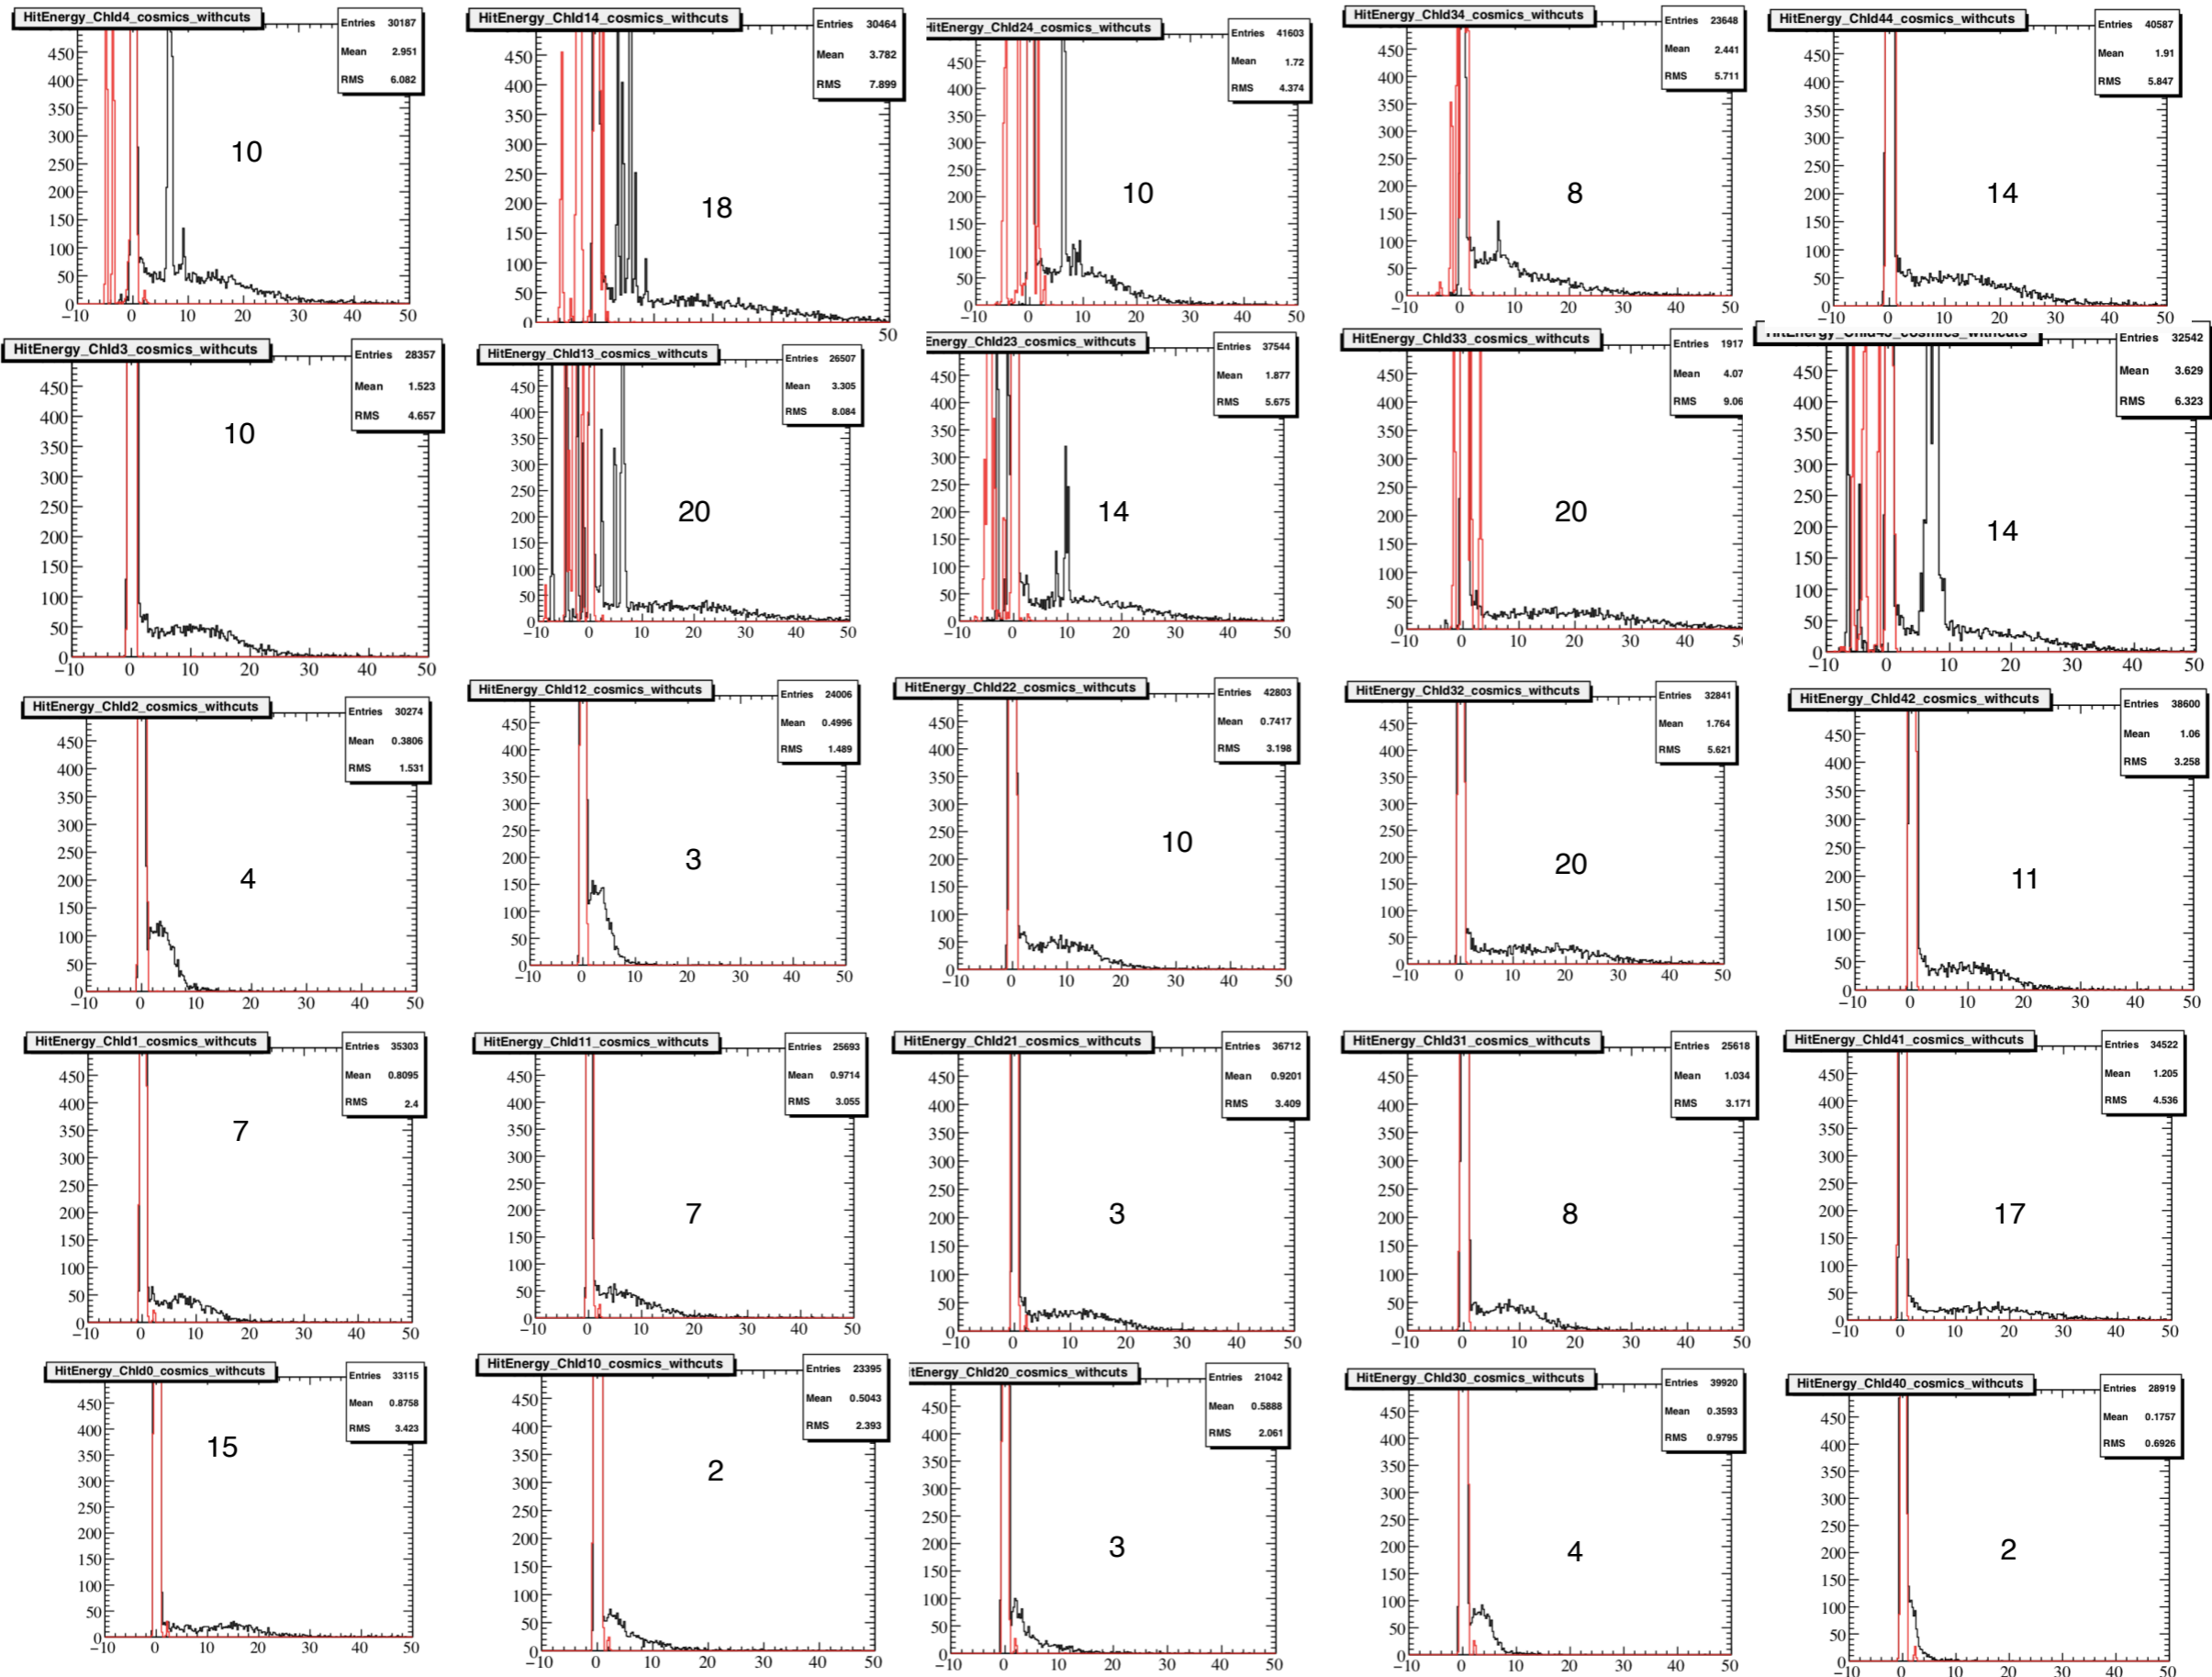 HitEnergy_ChId4_cosmics_withcuts
Entries 30187
Mean 2.951
RMS 6.082
10
HitEnergy_ChId14_cosmics_withcuts
Entries 30464
Mean 3.782
RMS 7.899
18
HitEnergy_ChId24_cosmics_withcuts
Entries 41603
Mean 1.72
RMS 4.374
10
HitEnergy_ChId34_cosmics_withcuts
Entries 23648
Mean 2.441
RMS 5.711
8
HitEnergy_ChId44_cosmics_withcuts
Entries 40587
Mean 1.91
RMS 5.847
14
HitEnergy_ChId3_cosmics_withcuts
Entries 28357
Mean 1.523
RMS 4.657
10
HitEnergy_ChId13_cosmics_withcuts
Entries 26507
Mean 3.305
RMS 8.084
20
Energy_ChId23_cosmics_withcuts
Entries 37544
Mean 1.877
RMS 5.675
14
HitEnergy_ChId33_cosmics_withcuts
Entries 1917
Mean 4.07
RMS 9.06
20
Entries 32542
Mean 3.629
RMS 6.323
14
HitEnergy_ChId2_cosmics_withcuts
Entries 30274
Mean 0.3806
RMS 1.531
4
HitEnergy_ChId12_cosmics_withcuts
Entries 24006
Mean 0.4996
RMS 1.489
3
HitEnergy_ChId22_cosmics_withcuts
Entries 42803
Mean 0.7417
RMS 3.198
10
HitEnergy_ChId32_cosmics_withcuts
Entries 32841
Mean 1.764
RMS 5.621
20
HitEnergy_ChId42_cosmics_withcuts
Entries 38600
Mean 1.06
RMS 3.258
11
HitEnergy_ChId1_cosmics_withcuts
Entries 35303
Mean 0.8095
RMS 2.4
7
HitEnergy_ChId11_cosmics_withcuts
Entries 25693
Mean 0.9714
RMS 3.055
7
HitEnergy_ChId21_cosmics_withcuts
Entries 36712
Mean 0.9201
RMS 3.409
3
HitEnergy_ChId31_cosmics_withcuts
Entries 25618
Mean 1.034
RMS 3.171
8
HitEnergy_ChId41_cosmics_withcuts
Entries 34522
Mean 1.205
RMS 4.536
17
HitEnergy_ChId0_cosmics_withcuts
Entries 33115
Mean 0.8758
RMS 3.423
15
HitEnergy_ChId10_cosmics_withcuts
Entries 23395
Mean 0.5043
RMS 2.393
2
tEnergy_ChId20_cosmics_withcuts
Entries 21042
Mean 0.5888
RMS 2.061
3
HitEnergy_ChId30_cosmics_withcuts
Entries 39920
Mean 0.3593
RMS 0.9795
4
HitEnergy_ChId40_cosmics_withcuts
Entries 28919
Mean 0.1757
RMS 0.6926
2